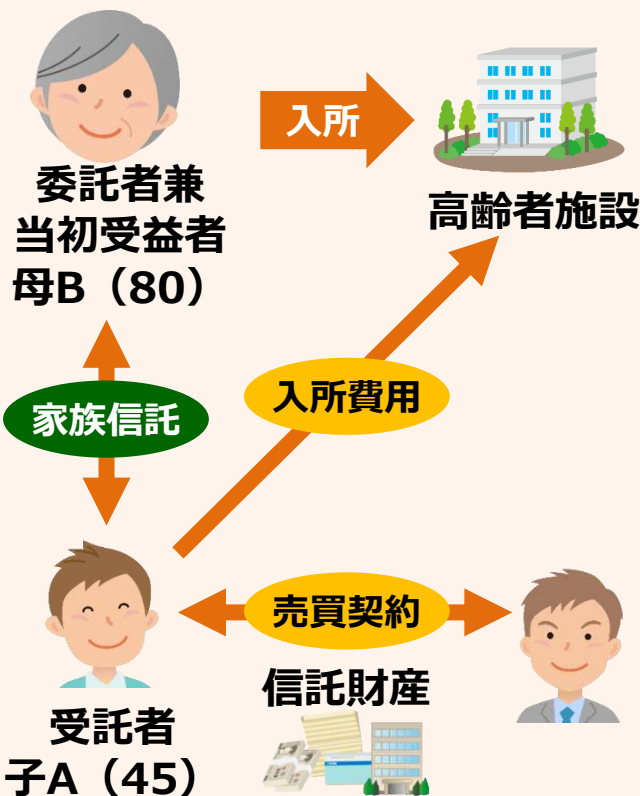 入所
委託者兼
当初受益者
母B（80）
高齢者施設
家族信託
入所費用
売買契約
信託財産
受託者
子A（45）